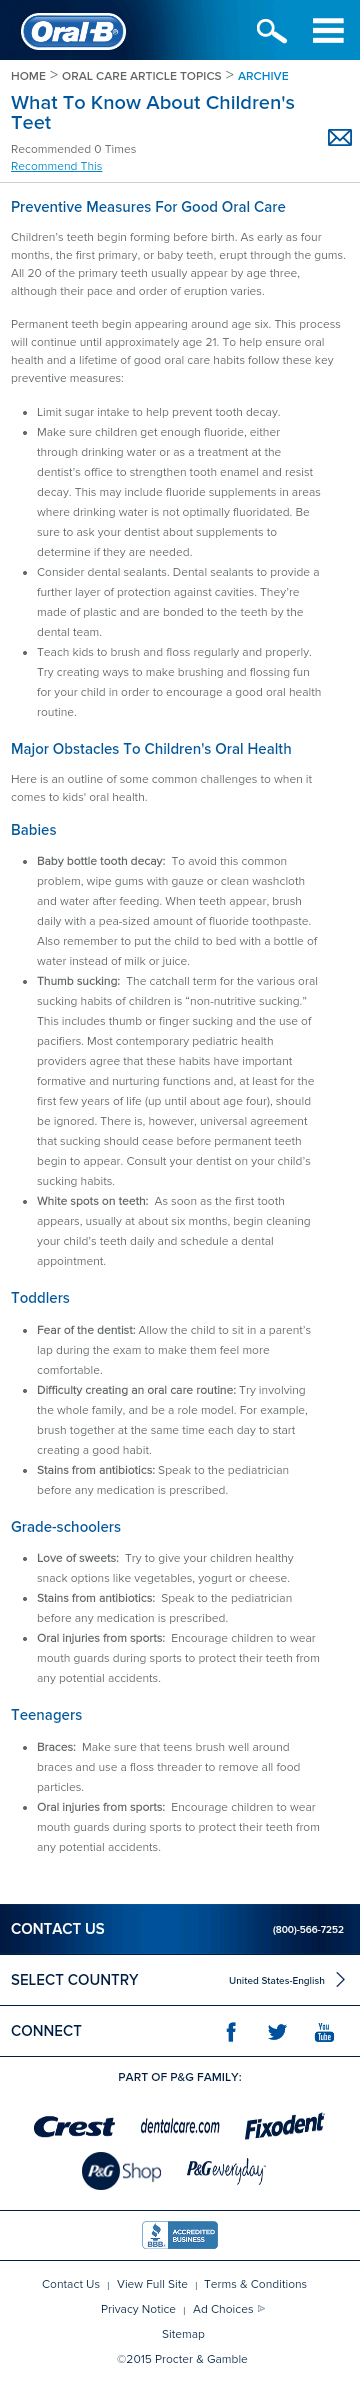 Oral-B
HOME > ORAL CARE ARTICLE TOPICS > ARCHIVE
What To Know About Children's
Teet
Recommended 0 Times
Recommend This
Preventive Measures For Good Oral Care
Children’s teeth begin forming before birth. As early as four
months, the first primary, or baby teeth, erupt through the gums.
All 20 of the primary teeth usually appear by age three,
although their pace and order of eruption varies.
Permanent teeth begin appearing around age six. This process
will continue until approximately age 21. To help ensure oral
health and a lifetime of good oral care habits follow these key
preventive measures:
• Limit sugar intake to help prevent tooth decay.
• Make sure children get enough fluoride, either
through drinking water or as a treatment at the
dentist’s office to strengthen tooth enamel and resist
decay. This may include fluoride supplements in areas
where drinking water is not optimally fluoridated. Be
sure to ask your dentist about supplements to
determine if they are needed.
• Consider dental sealants. Dental sealants to provide a
further layer of protection against cavities. They’re
made of plastic and are bonded to the teeth by the
dental team.
• Teach kids to brush and floss regularly and properly.
Try creating ways to make brushing and flossing fun
for your child in order to encourage a good oral health
routine.
Major Obstacles To Children's Oral Health
Here is an outline of some common challenges to when it
comes to kids' oral health.
Babies
• Baby bottle tooth decay: To avoid this common
problem, wipe gums with gauze or clean washcloth
and water after feeding. When teeth appear, brush
daily with a pea-sized amount of fluoride toothpaste.
Also remember to put the child to bed with a bottle of
water instead of milk or juice.
• Thumb sucking: The catchall term for the various oral
sucking habits of children is “non-nutritive sucking.”
This includes thumb or finger sucking and the use of
pacifiers. Most contemporary pediatric health
providers agree that these habits have important
formative and nurturing functions and, at least for the
first few years of life (up until about age four), should
be ignored. There is, however, universal agreement
that sucking should cease before permanent teeth
begin to appear. Consult your dentist on your child’s
sucking habits.
• White spots on teeth: As soon as the first tooth
appears, usually at about six months, begin cleaning
your child’s teeth daily and schedule a dental
appointment.
Toddlers
• Fear of the dentist: Allow the child to sit in a parent’s
lap during the exam to make them feel more
comfortable.
• Difficulty creating an oral care routine: Try involving
the whole family, and be a role model. For example,
brush together at the same time each day to start
creating a good habit.
• Stains from antibiotics: Speak to the pediatrician
before any medication is prescribed.
Grade-schoolers
• Love of sweets: Try to give your children healthy
snack options like vegetables, yogurt or cheese.
• Stains from antibiotics: Speak to the pediatrician
before any medication is prescribed.
• Oral injuries from sports: Encourage children to wear
mouth guards during sports to protect their teeth from
any potential accidents.
Teenagers
• Braces: Make sure that teens brush well around
braces and use a floss threader to remove all food
particles.
• Oral injuries from sports: Encourage children to wear
mouth guards during sports to protect their teeth from
any potential accidents.
CONTACT US (800)-566-7252
SELECT COUNTRY United States-English
CONNECT You Tube
PART OF P&G FAMILY:
Crest dentalcare.com Fixodent
P&G Shop P&G everyday
BBB ACCREDITED BUSINESS
Contact Us | View Full Site | Terms & Conditions
Privacy Notice | Ad Choices
Sitemap
©2015 Procter & Gamble